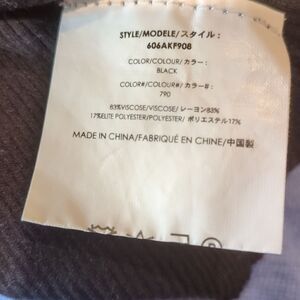 STYLE/MODELE/スタイル :
606AKF908
COLOR/COLOUR/カラー :
BLACK
COLOR#/COLOUR#/カラー# :
790
83%VISCOSE/VISCOSE/ レーヨン83%
17%ELITE POLYESTER/POLYESTER/ ポリエステル17%
MADE IN CHINA/FABRIQUÉ EN CHINE/中国製